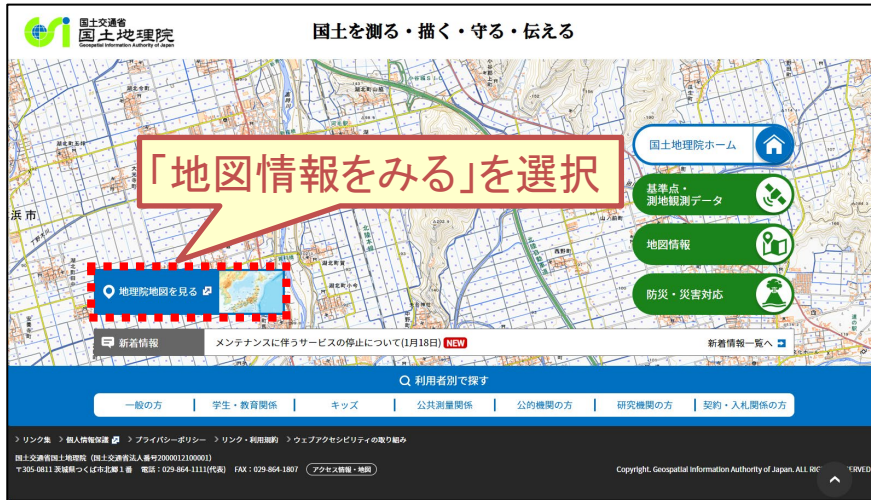 国土交通省
国土地理院
Geospatial Information Authority of Japan
国土を測る・描く・守る・伝える
国土地理院ホーム
「地図情報をみる」を選択
基準点・
測地観測データ
地図情報
地理院地図を見る
防災・災害対応
新着情報
メンテナンスに伴うサービスの停止について(1月18日) NEW
新着情報一覧へ
利用者別で探す
一般の方 学生・教育関係 キッズ 公共測量関係 公的機関の方 研究機関の方 契約・入札関係の方
リンク集 個人情報保護 プライバシーポリシー リンク・利用規約 ウェブアクセシビリティの取り組み
国土交通省国土地理院 (国土交通省法人番号2000012100001)
〒305-0811 茨城県つくば市北郷1番 電話:029-864-1111(代表) FAX:029-864-1807 アクセス情報・地図
Copyright. Geospatial Information Authority of Japan. ALL